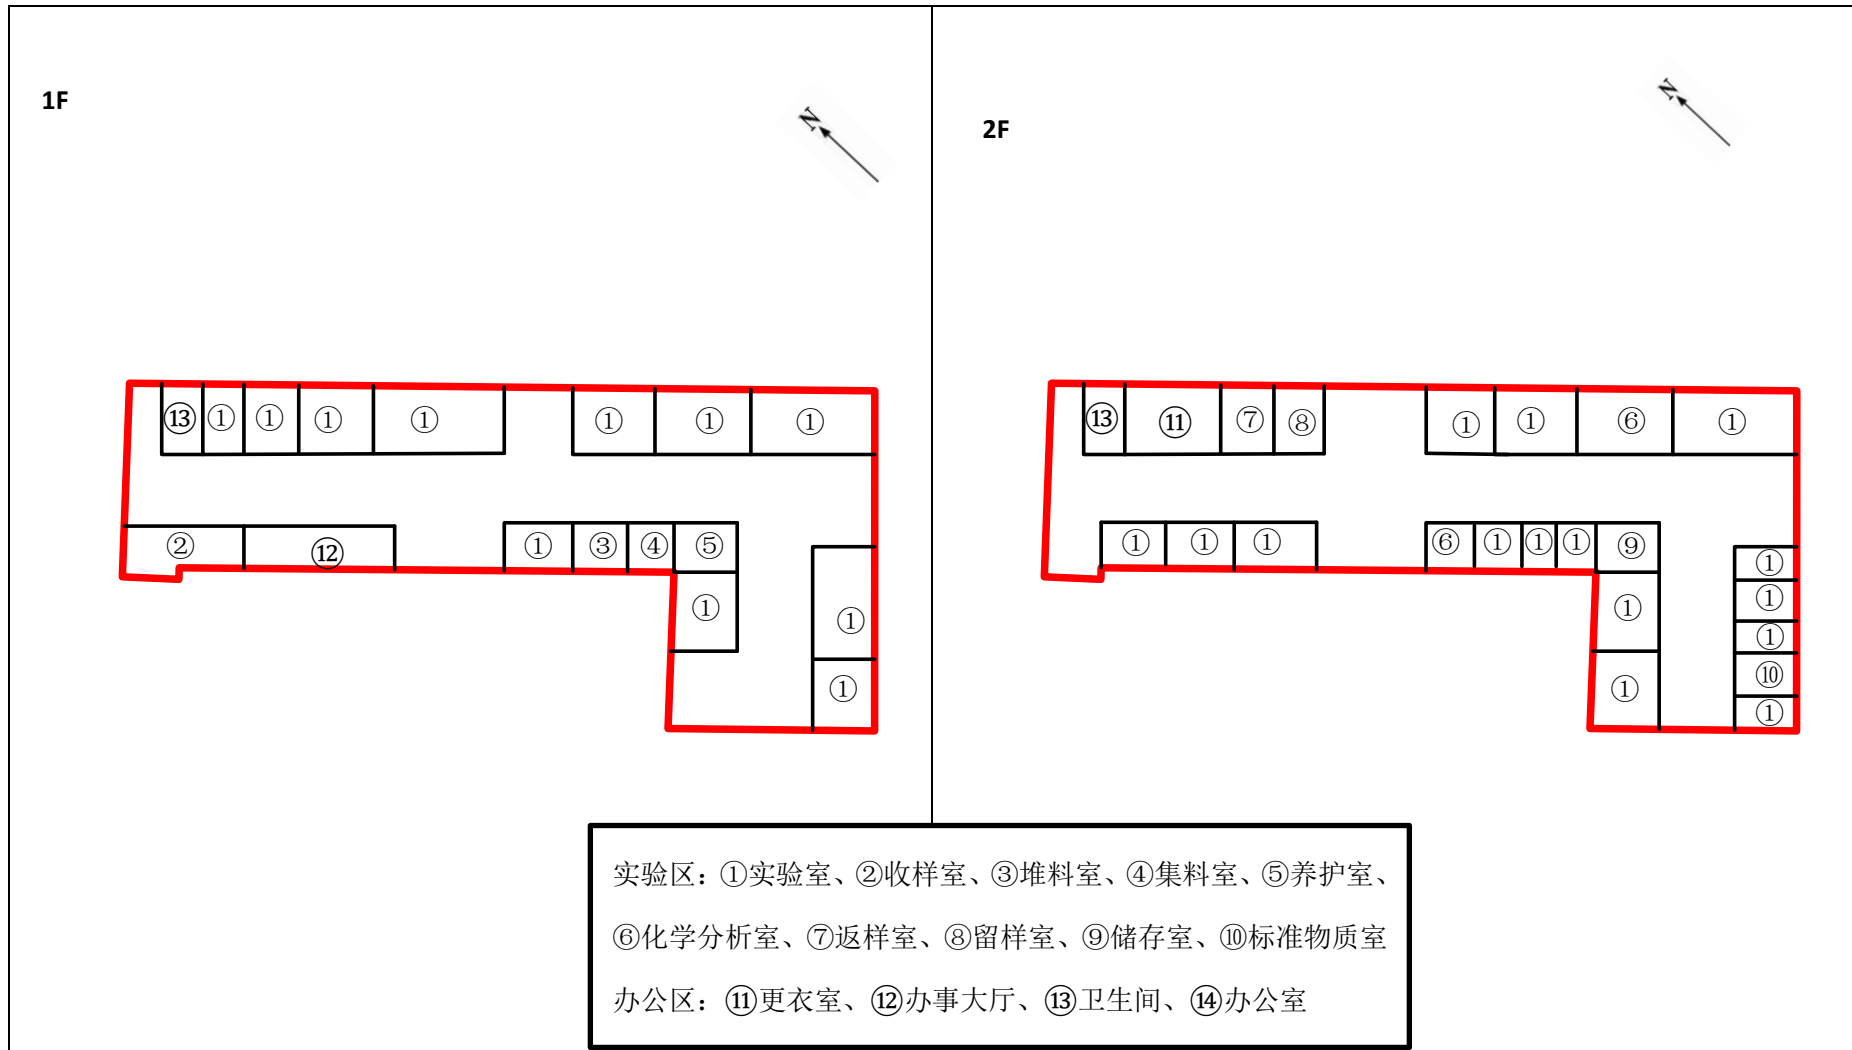 1F
N
⑬ ① ① ① ① ① ① ①
② ⑫ ① ③ ④ ⑤
①
①
①
2F
N
⑬ ⑪ ⑦ ⑧ ① ① ⑥ ①
① ① ① ⑥ ① ① ① ⑨
①
①
①
①
①
⑩
①
实验区：①实验室、②收样室、③堆料室、④集料室、⑤养护室、
⑥化学分析室、⑦返样室、⑧留样室、⑨储存室、⑩标准物质室
办公区：⑪更衣室、⑫办事大厅、⑬卫生间、⑭办公室